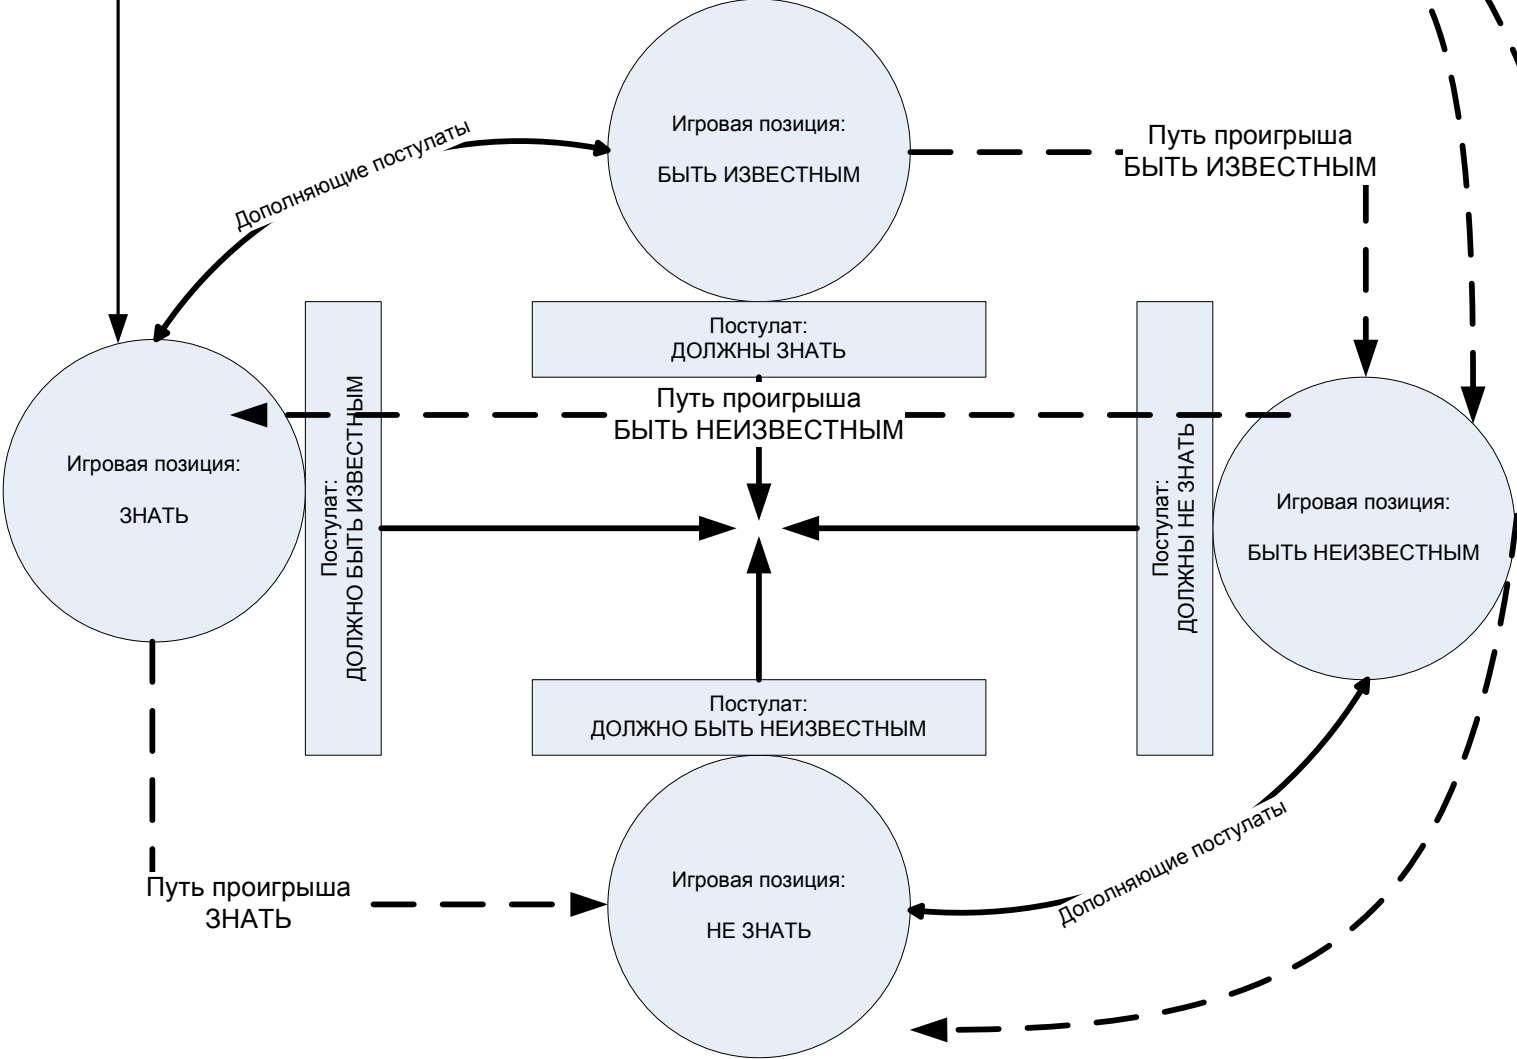 Игровая позиция:
БЫТЬ ИЗВЕСТНЫМ
Путь проигрыша
БЫТЬ ИЗВЕСТНЫМ
Дополняющие постулаты
Постулат:
ДОЛЖНЫ ЗНАТЬ
Путь проигрыша
БЫТЬ НЕИЗВЕСТНЫМ
Игровая позиция:
ЗНАТЬ
Постулат:
ДОЛЖНО БЫТЬ ИЗВЕСТНЫМ
Постулат:
ДОЛЖНЫ НЕ ЗНАТЬ
Игровая позиция:
БЫТЬ НЕИЗВЕСТНЫМ
Постулат:
ДОЛЖНО БЫТЬ НЕИЗВЕСТНЫМ
Дополняющие постулаты
Путь проигрыша
ЗНАТЬ
Игровая позиция:
НЕ ЗНАТЬ